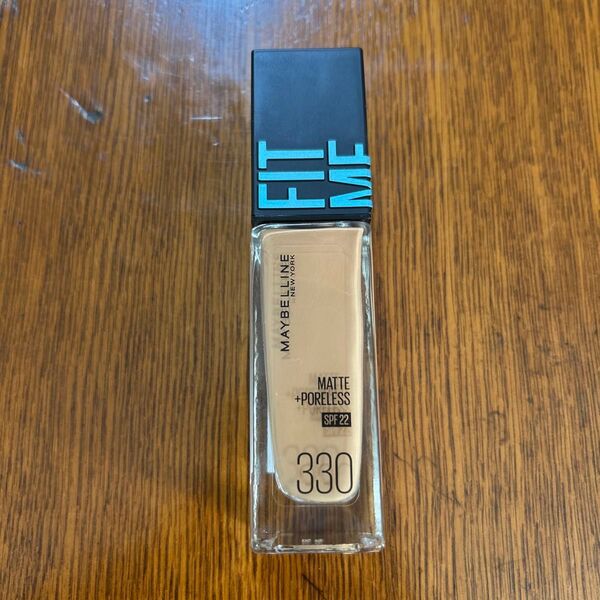 FIT
ME
MAYBELLINE
NEW YORK
MATTE
+PORELESS
SPF 22
330